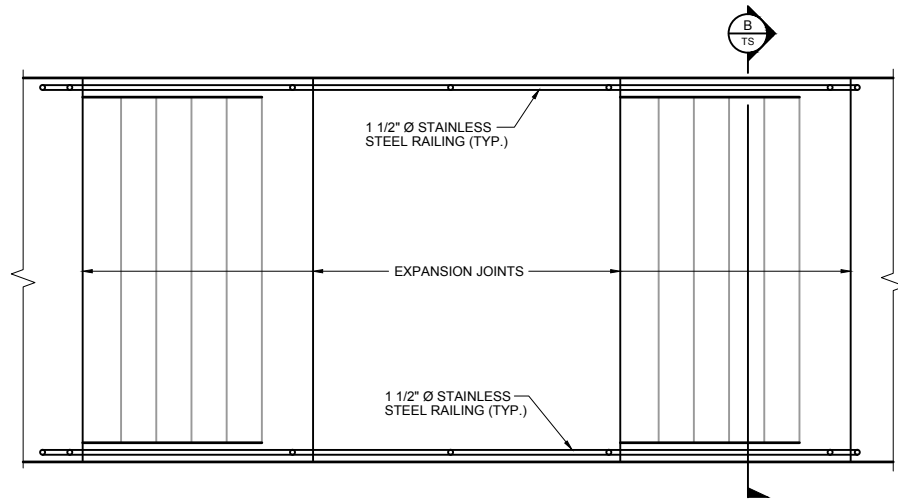 B
TS
1 1/2" Ø STAINLESS
STEEL RAILING (TYP.)
EXPANSION JOINTS
1 1/2" Ø STAINLESS
STEEL RAILING (TYP.)